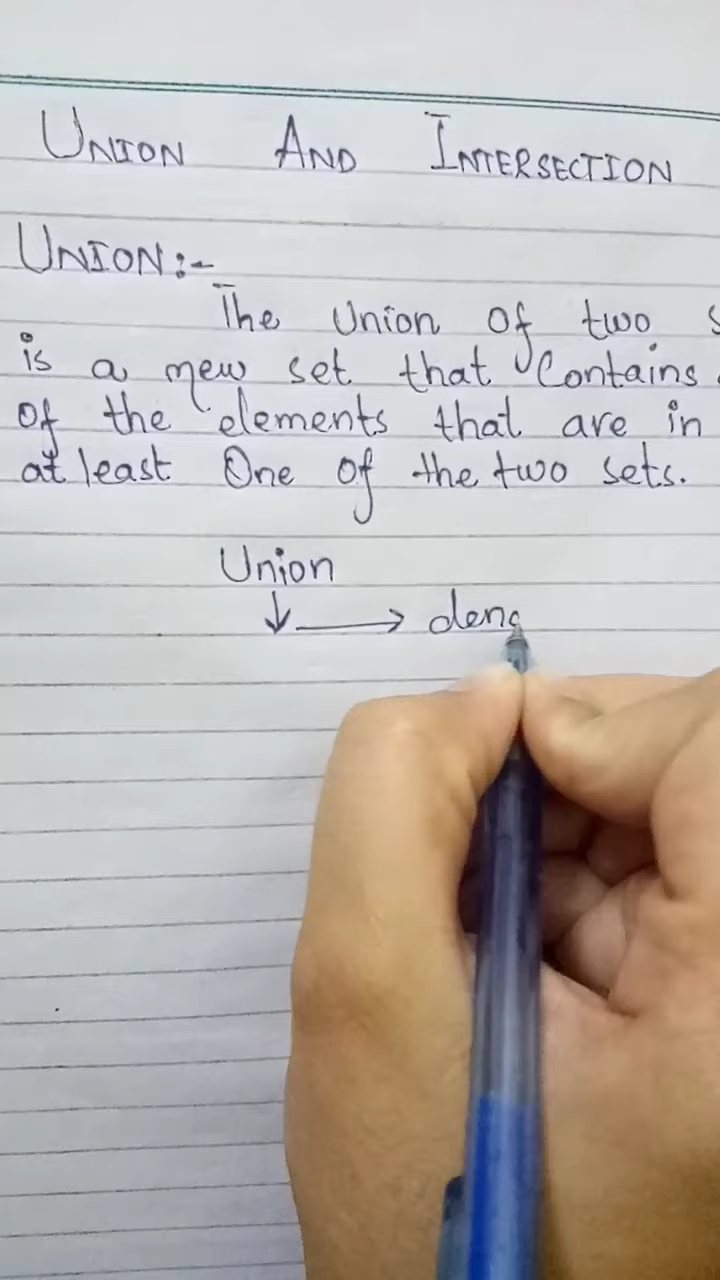 UNION AND INTERSECTION
UNION:-
The Union Of two
is a new set that Contains
of the elements that are in
at least One of the two sets.
Union
↓ → deno